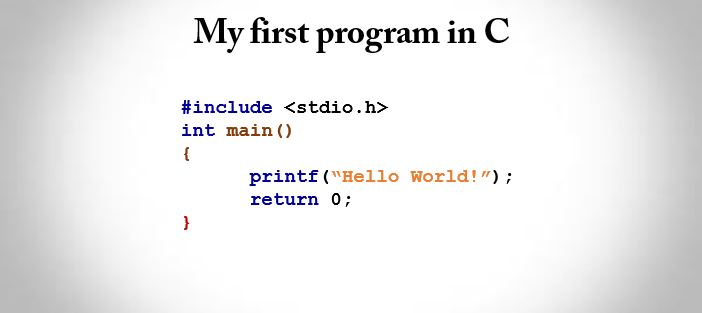 My first program in C
#include <stdio.h>
int main()
{
printf(“Hello World!”);
return 0;
}